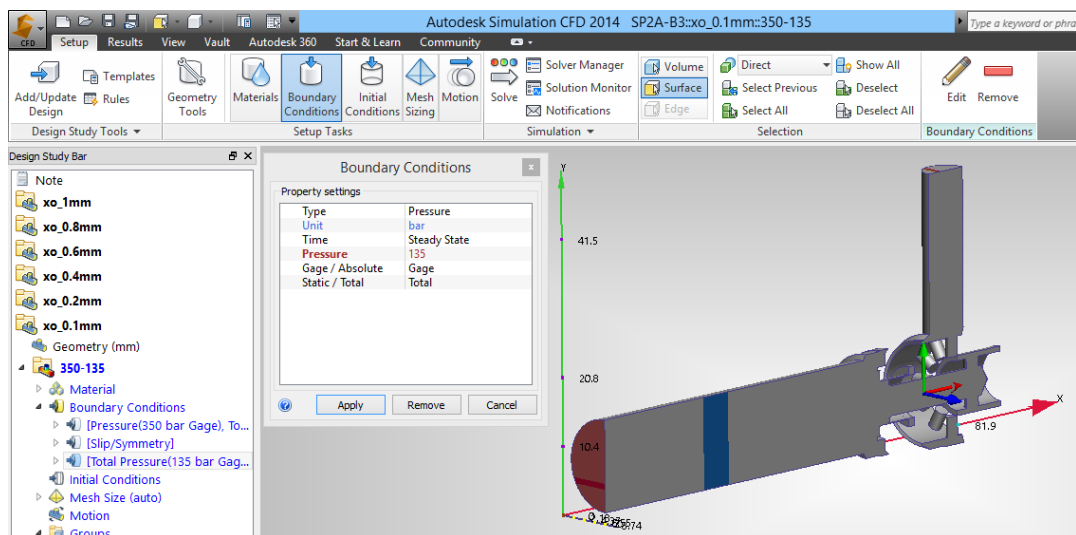 Autodesk Simulation CFD 2014 SP2A-B3::xo_0.1mm::350-135
Type a keyword or phra
CFD
Setup Results View Vault Autodesk 360 Start & Learn Community
Add/Update Design
Templates
Rules
Geometry Tools
Materials
Boundary Conditions
Initial Conditions
Mesh Sizing
Motion
Solve
Solver Manager
Solution Monitor
Notifications
Volume
Surface
Edge
Direct
Select Previous
Select All
Show All
Deselect
Deselect All
Edit
Remove
Design Study Tools
Setup Tasks
Simulation
Selection
Boundary Conditions
Design Study Bar
Note
xo_1mm
xo_0.8mm
xo_0.6mm
xo_0.4mm
xo_0.2mm
xo_0.1mm
Geometry (mm)
350-135
Material
Boundary Conditions
[Pressure(350 bar Gage), To...
[Slip/Symmetry]
[Total Pressure(135 bar Gag...
Initial Conditions
Mesh Size (auto)
Motion
Groups
Boundary Conditions
x
Property settings
Type Pressure
Unit bar
Time Steady State
Pressure 135
Gage / Absolute Gage
Static / Total Total
Apply Remove Cancel
Y
41.5
20.8
10.4
X
81.9
Z